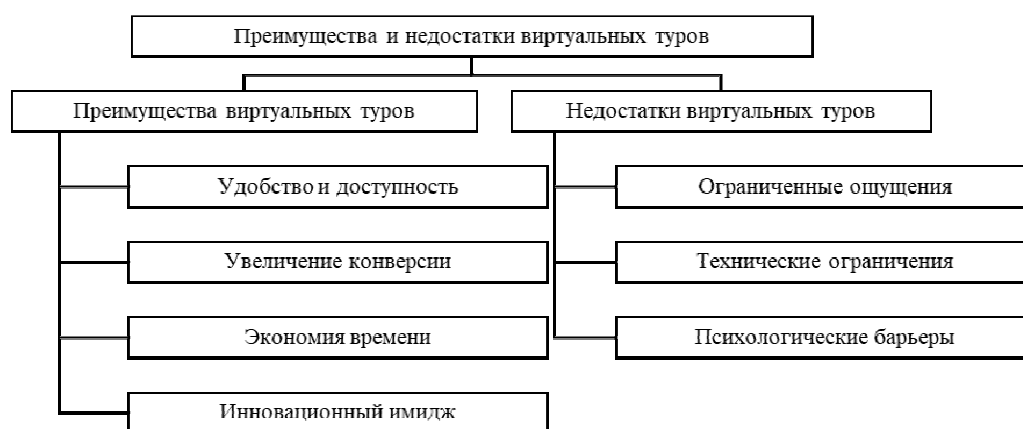 Преимущества и недостатки виртуальных туров
Преимущества виртуальных туров
Недостатки виртуальных туров
Удобство и доступность
Увеличение конверсии
Экономия времени
Инновационный имидж
Ограниченные ощущения
Технические ограничения
Психологические барьеры